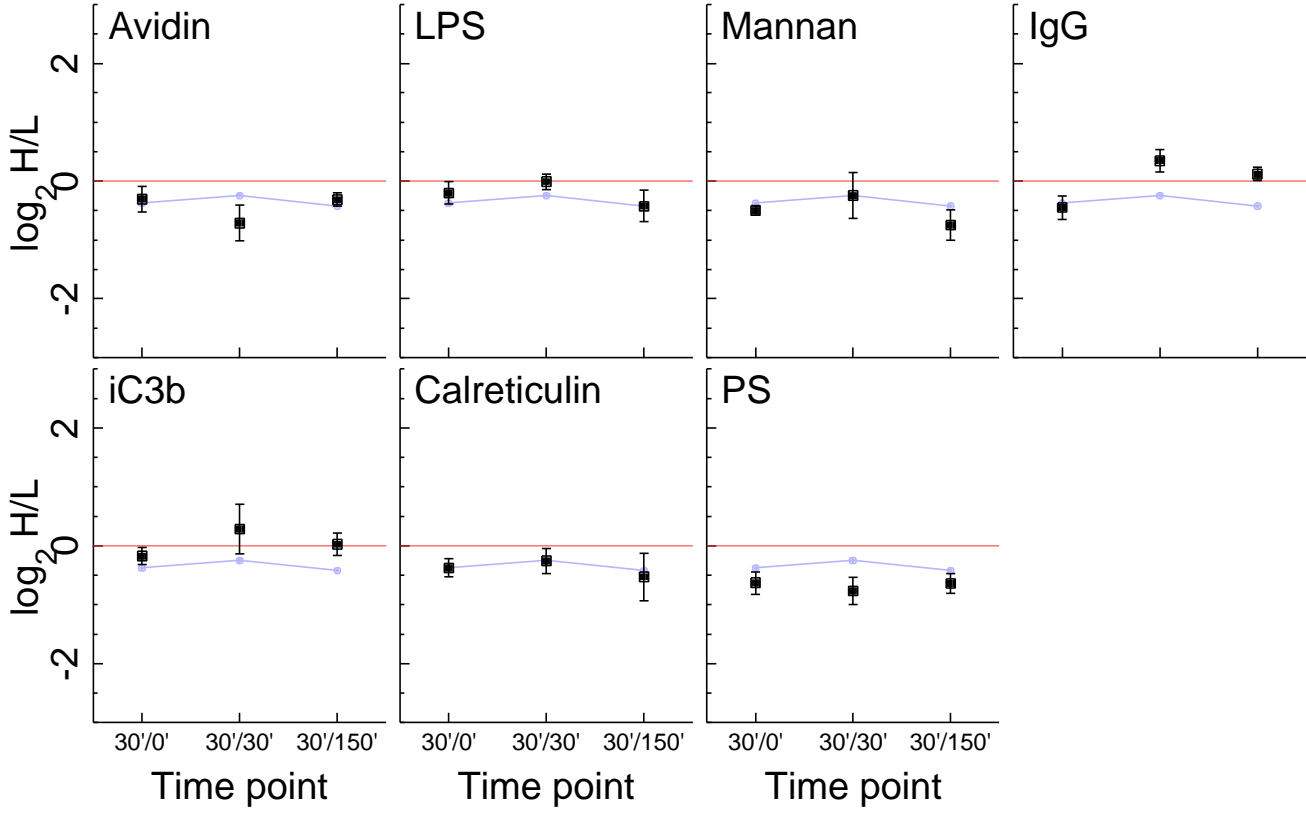 Avidin
LPS
Mannan
IgG
2
0
-2
log2 H/L
iC3b
Calreticulin
PS
2
0
-2
log2 H/L
30'/0' 30'/30' 30'/150'
30'/0' 30'/30' 30'/150'
30'/0' 30'/30' 30'/150'
Time point
Time point
Time point